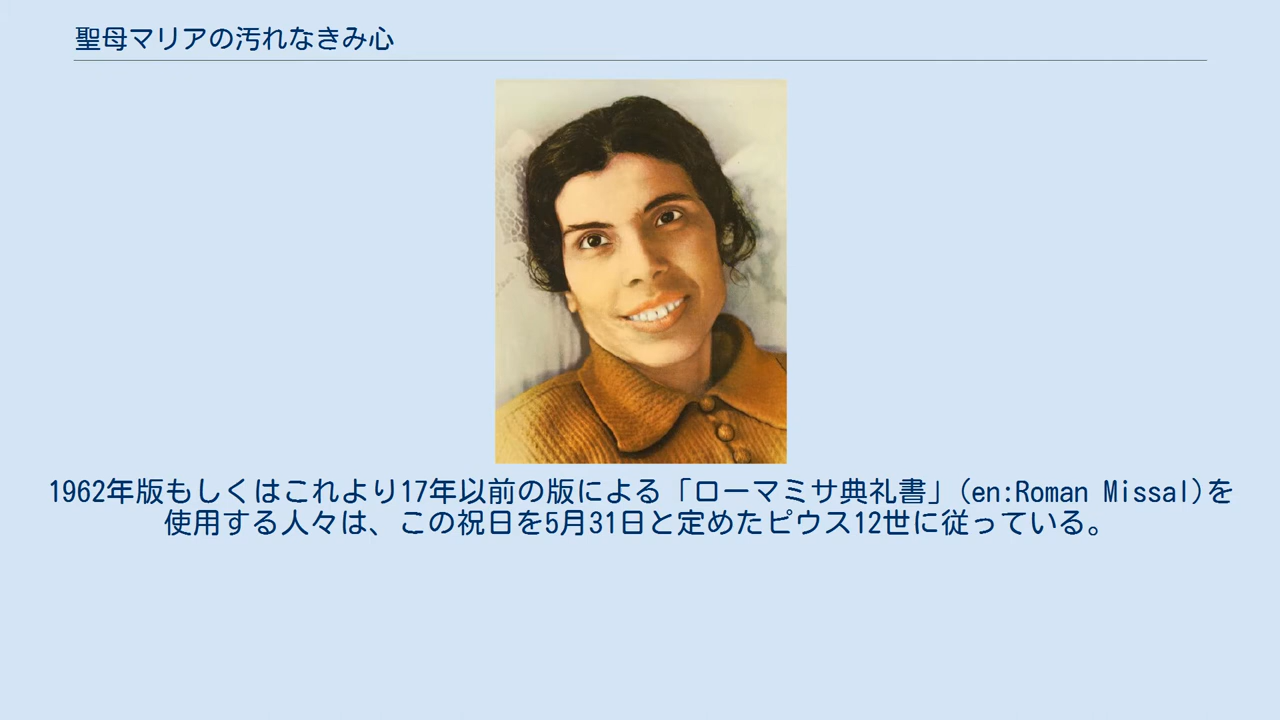 聖母マリアの汚れなきみ心
1962年版もしくはこれより17年以前の版による「ローマミサ典礼書」(en:Roman Missal)を
使用する人々は、この祝日を5月31日と定めたピウス12世に従っている。